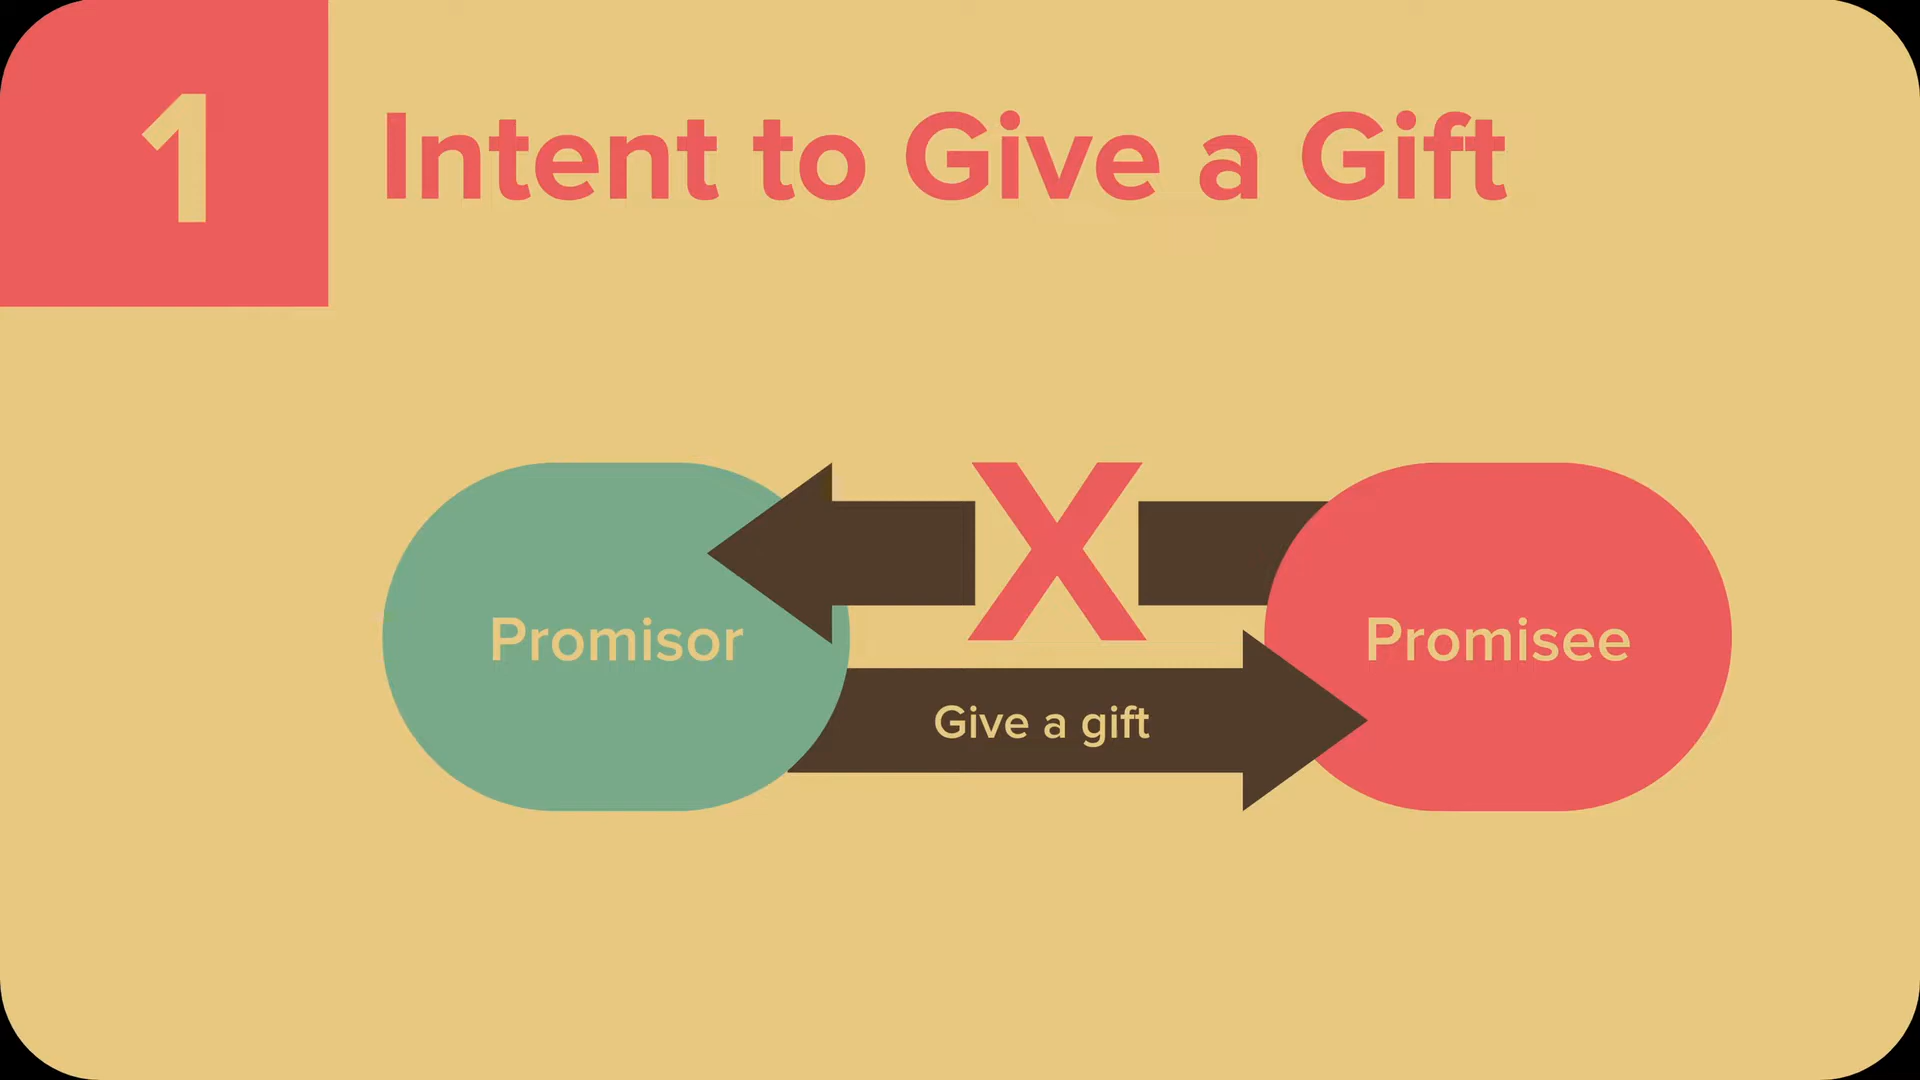 1
Intent to Give a Gift
X
Promisor
Promisee
Give a gift